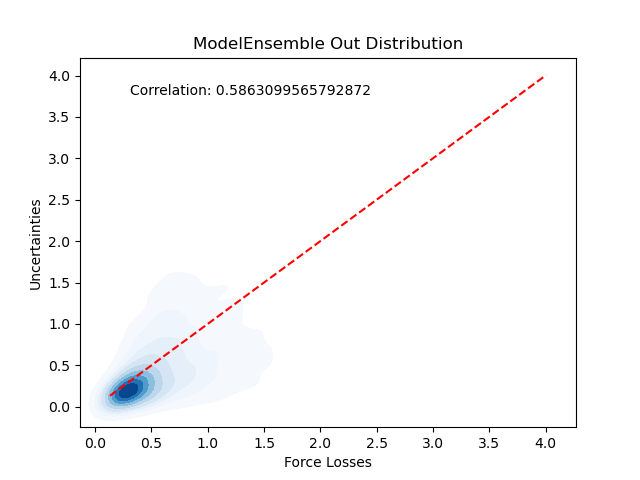 ModelEnsemble Out Distribution
Correlation: 0.5863099565792872
Uncertainties
4.0
3.5
3.0
2.5
2.0
1.5
1.0
0.5
0.0
0.0 0.5 1.0 1.5 2.0 2.5 3.0 3.5 4.0
Force Losses